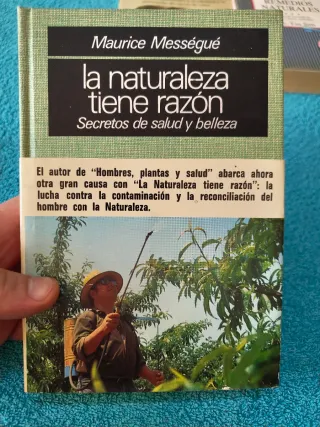 REMEDIOS
NATURALES
Maurice Mességué
la naturaleza
tiene razón
Secretos de salud y belleza
El autor de "Hombres, plantas y salud" abarca ahora
otra gran causa con "La Naturaleza tiene razón": la
lucha contra la contaminación y la reconciliación del
hombre con la Naturaleza.